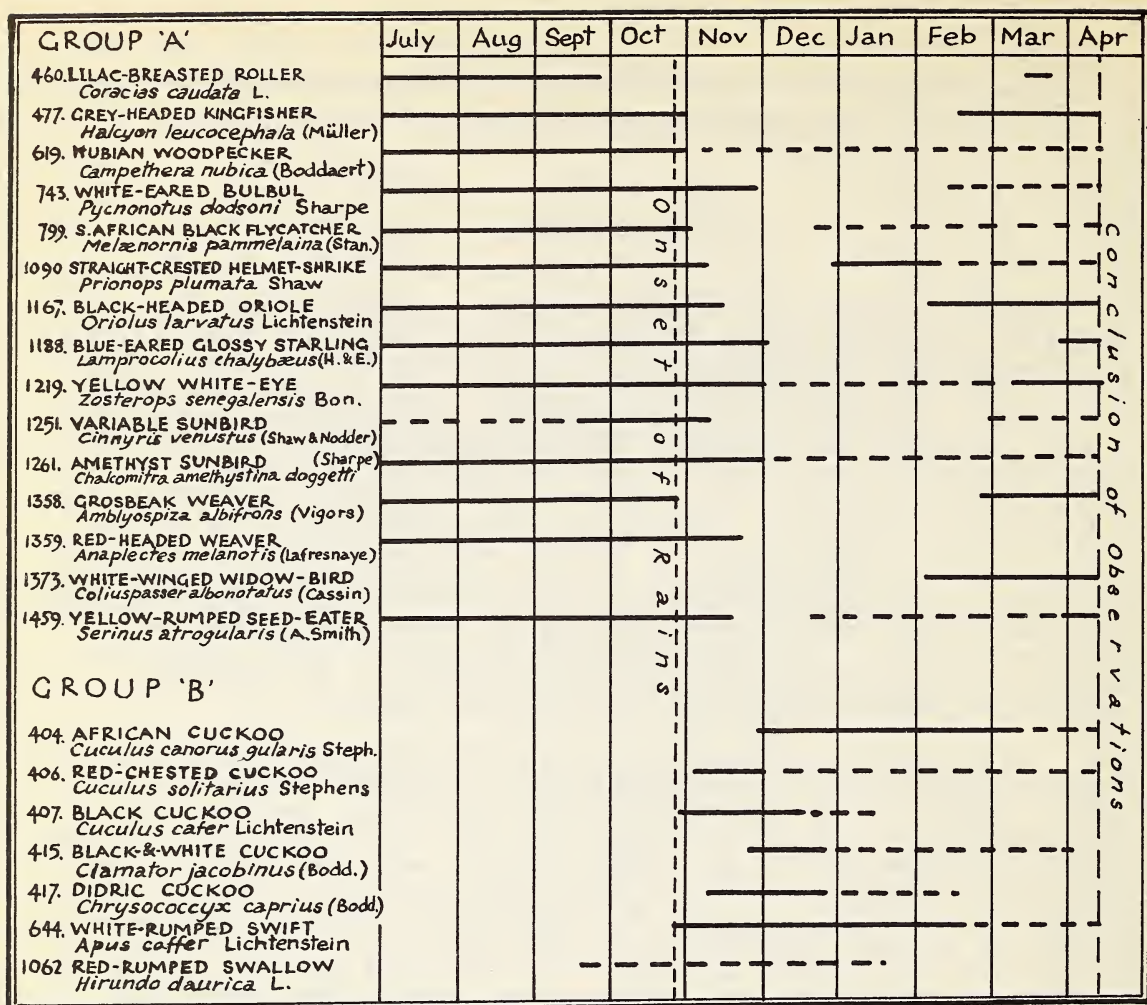 GROUP 'A' July Aug Sept Oct Nov Dec Jan Feb Mar Apr
460. LILAC-BREASTED ROLLER
Coracias caudata L.
477. GREY-HEADED KINGFISHER
Halcyon leucocephala (Müller)
619. NUBIAN WOODPECKER
Campethera nubica (Boddaert)
743. WHITE-EARED BULBUL
Pycnonotus dodsoni Sharpe
799. S. AFRICAN BLACK FLYCATCHER
Melænornis pammelaina (Stan.)
1090 STRAIGHT-CRESTED HELMET-SHRIKE
Prionops plumata Shaw
1167. BLACK-HEADED ORIOLE
Oriolus larvatus Lichtenstein
1188. BLUE-EARED GLOSSY STARLING
Lamprocolius chalybæus (H. & E.)
1219. YELLOW WHITE-EYE
Zosterops senegalensis Bon.
1251. VARIABLE SUNBIRD
Cinnyris venustus (Shaw & Nodder)
1261. AMETHYST SUNBIRD (Sharpe)
Chalcomitra amethystina doggetti
1358. GROSBEAK WEAVER
Amblyospiza albifrons (Vigors)
1359. RED-HEADED WEAVER
Anaplectes melanotis (Lafresnaye)
1373. WHITE-WINGED WIDOW-BIRD
Coliuspasser albonotatus (Cassin)
1459. YELLOW-RUMPED SEED-EATER
Serinus atrogularis (A. Smith)
GROUP 'B'
404. AFRICAN CUCKOO
Cuculus canorus gularis Steph.
406. RED-CHESTED CUCKOO
Cuculus solitarius Stephens
407. BLACK CUCKOO
Cuculus cafer Lichtenstein
415. BLACK-&-WHITE CUCKOO
Clamator jacobinus (Bodd.)
417. DIDRIC CUCKOO
Chrysococcyx caprius (Bodd.)
644. WHITE-RUMPED SWIFT
Apus caffer Lichtenstein
1062 RED-RUMPED SWALLOW
Hirundo daurica L.
Onset of Rains
Conclusion of Observations